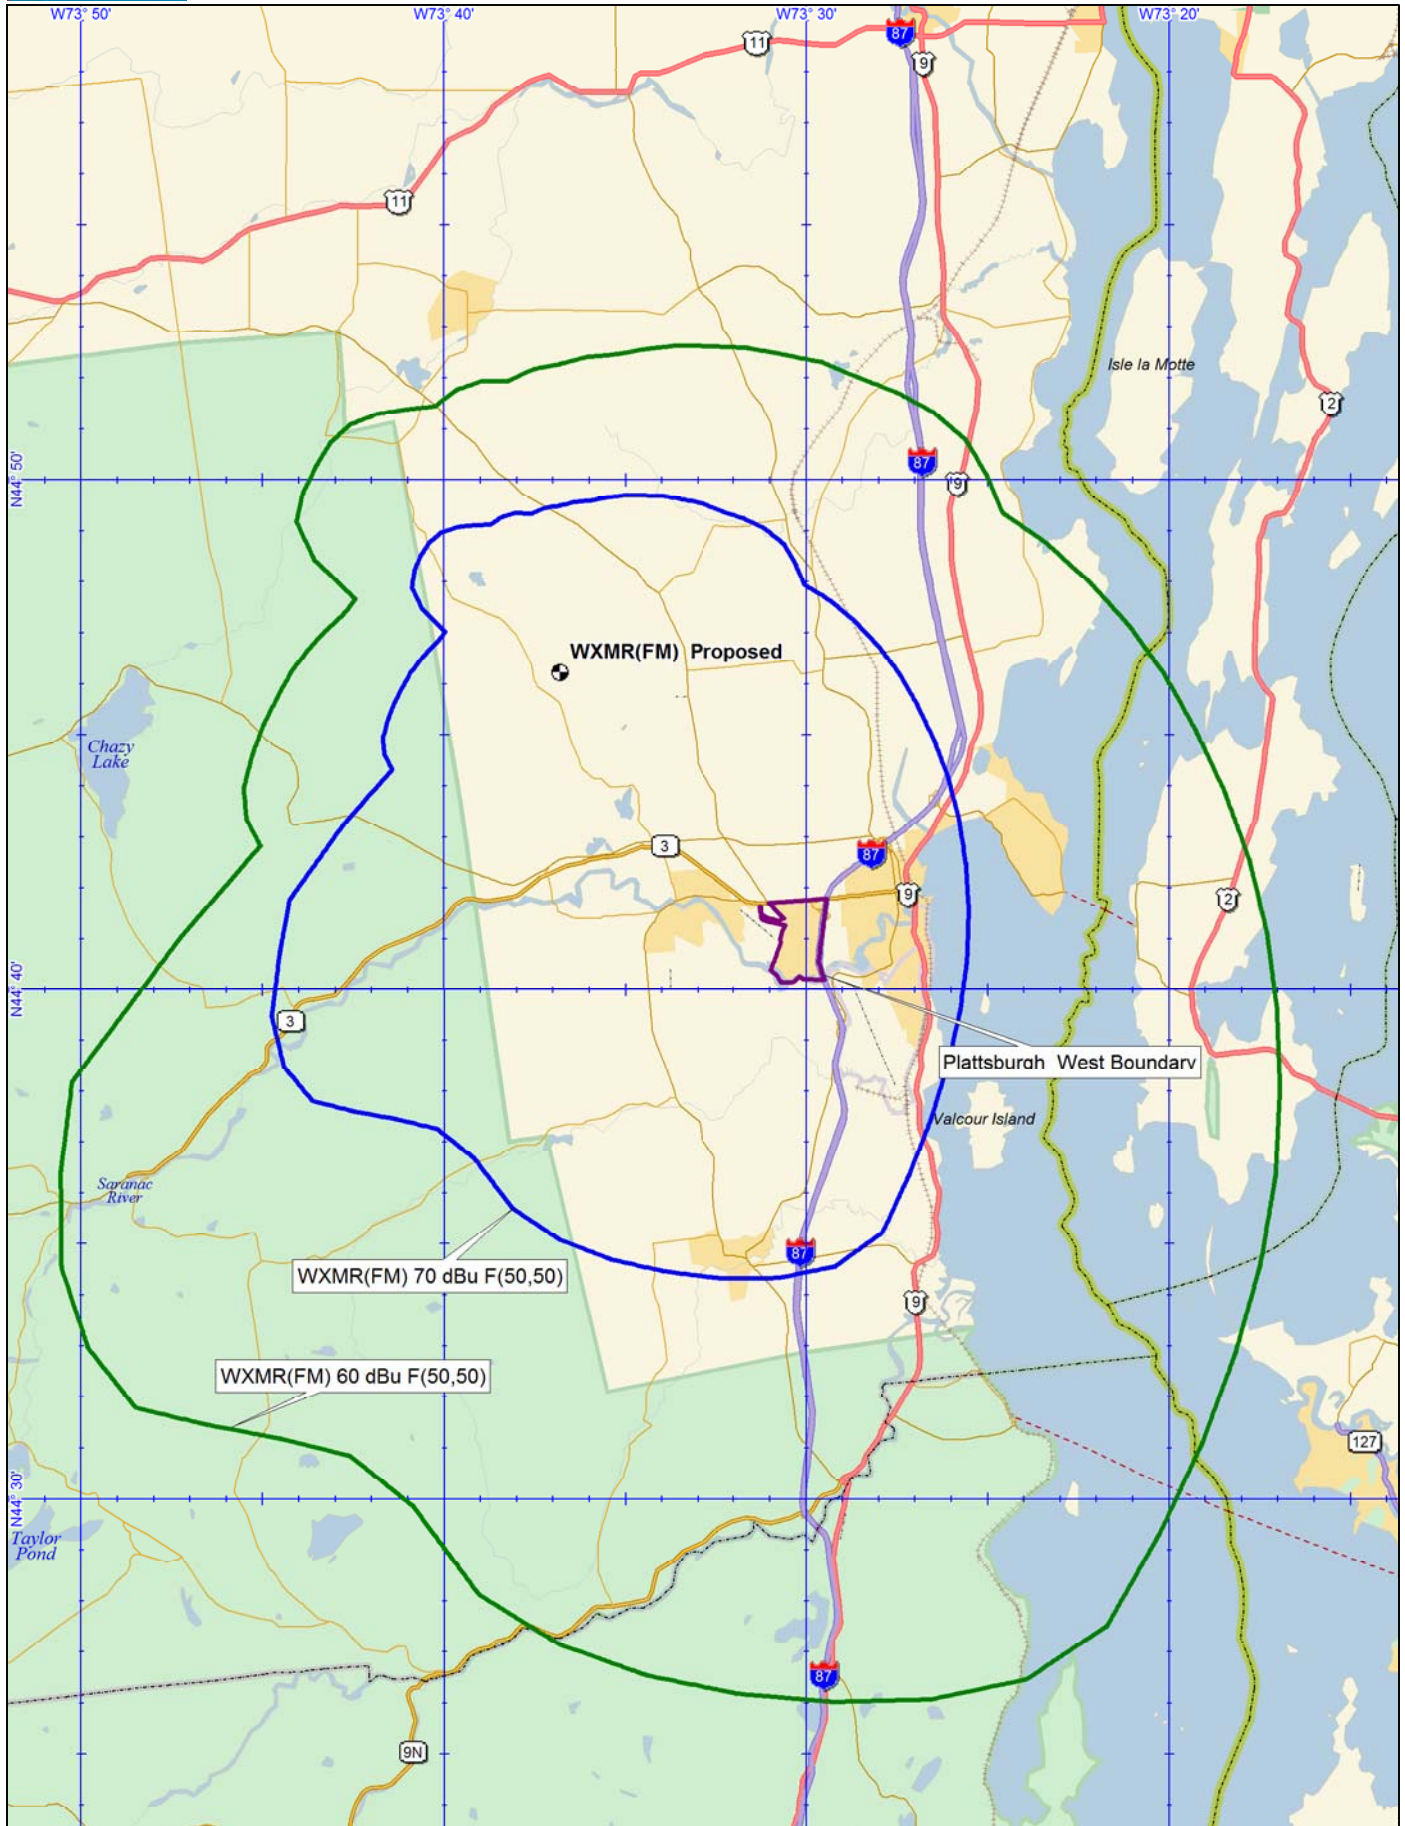 W73° 50'
W73° 40'
W73° 30'
W73° 20'
87
11
9
11
Isle la Motte
2
N44° 50'
87
9
WXMR(FM) Proposed
Chazy
Lake
3
87
9
2
N44° 40'
3
Plattsburgh West Boundary
Valcour Island
Saranac
River
87
WXMR(FM) 70 dBu F(50,50)
9
WXMR(FM) 60 dBu F(50,50)
127
N44° 30'
Taylor
Pond
87
9N